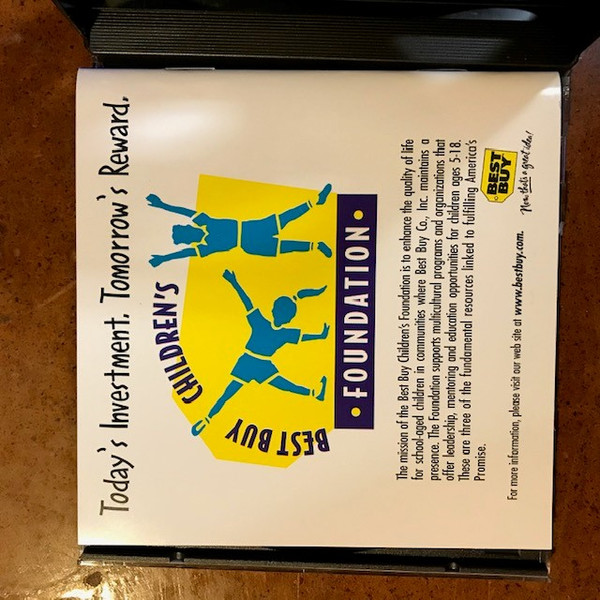 Today's Investment. Tomorrow's Reward.
BEST BUY CHILDREN'S
• FOUNDATION •
The mission of the Best Buy Children's Foundation is to enhance the quality of life
for school-aged children in communities where Best Buy Co., Inc. maintains a
presence. The Foundation supports multicultural programs and organizations that
offer leadership, mentoring and education opportunities for children ages 5-18.
These are three of the fundamental resources linked to fulfilling America's
Promise.
BEST
BUY
Now that's a great idea!
For more information, please visit our web site at www.bestbuy.com.